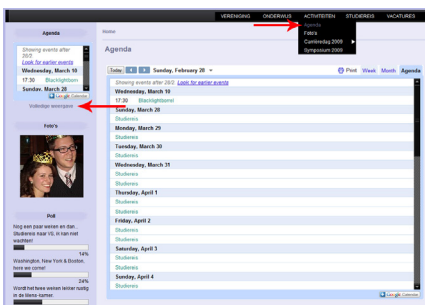 VERENIGING ONDERWIJS ACTIVITEITEN STUDIEREIS VACATURES
Agenda
Foto's
Carrièredag 2009
Symposium 2009
Agenda
Showing events after 28/2.
Look for earlier events
Wednesday, March 10
17:30 Blacklightborrel
Sunday, March 28
Google Calendar
Volledige weergave
Foto's
Poll
Nog een paar weken en dan... Studiereis naar VS. Ik kan niet wachten!
14%
Washington, New York & Boston, here we come!
24%
Wordt het twee weken lekker rustig in de Mens-kamer.
Home
Agenda
Today Sunday, February 28 Print Week Month Agenda
Showing events after 28/2. Look for earlier events
Wednesday, March 10
17:30 Blacklightborrel
Sunday, March 28
Studiereis
Monday, March 29
Studiereis
Tuesday, March 30
Studiereis
Wednesday, March 31
Studiereis
Studiereis
Thursday, April 1
Studiereis
Studiereis
Friday, April 2
Studiereis
Studiereis
Saturday, April 3
Studiereis
Studiereis
Sunday, April 4
Studiereis
Google Calendar